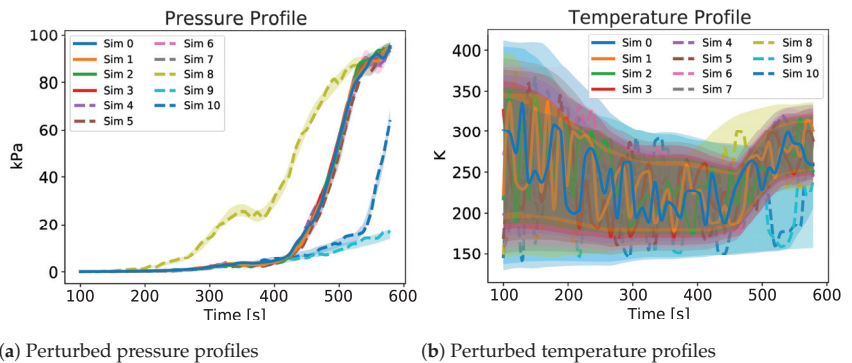 Pressure Profile
100
80
60
40
20
0
kPa
Sim 0
Sim 1
Sim 2
Sim 3
Sim 4
Sim 5
Sim 6
Sim 7
Sim 8
Sim 9
Sim 10
100 200 300 400 500 600
Time [s]
(a) Perturbed pressure profiles
Temperature Profile
400
350
300
250
200
150
K
Sim 0
Sim 1
Sim 2
Sim 3
Sim 4
Sim 5
Sim 6
Sim 7
Sim 8
Sim 9
Sim 10
100 200 300 400 500 600
Time [s]
(b) Perturbed temperature profiles